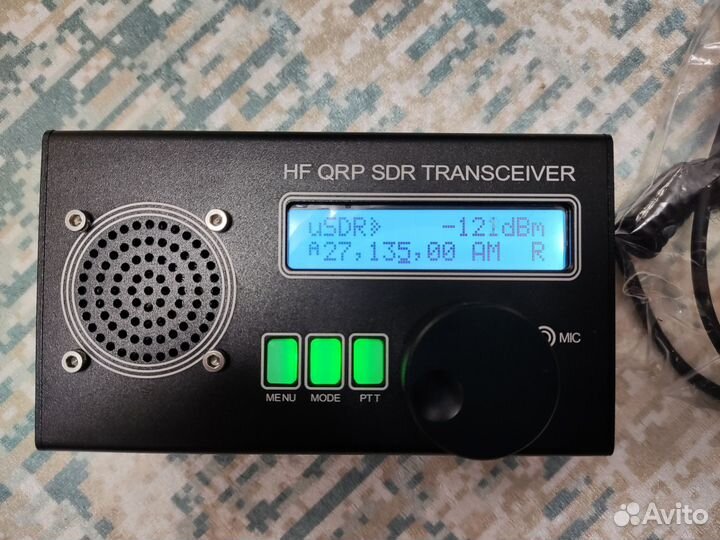 HF QRP SDR TRANSCEIVER
uSDR⯮ -121dBm
A27,135,00 AM R
MIC
MENU MODE PTT
Avito